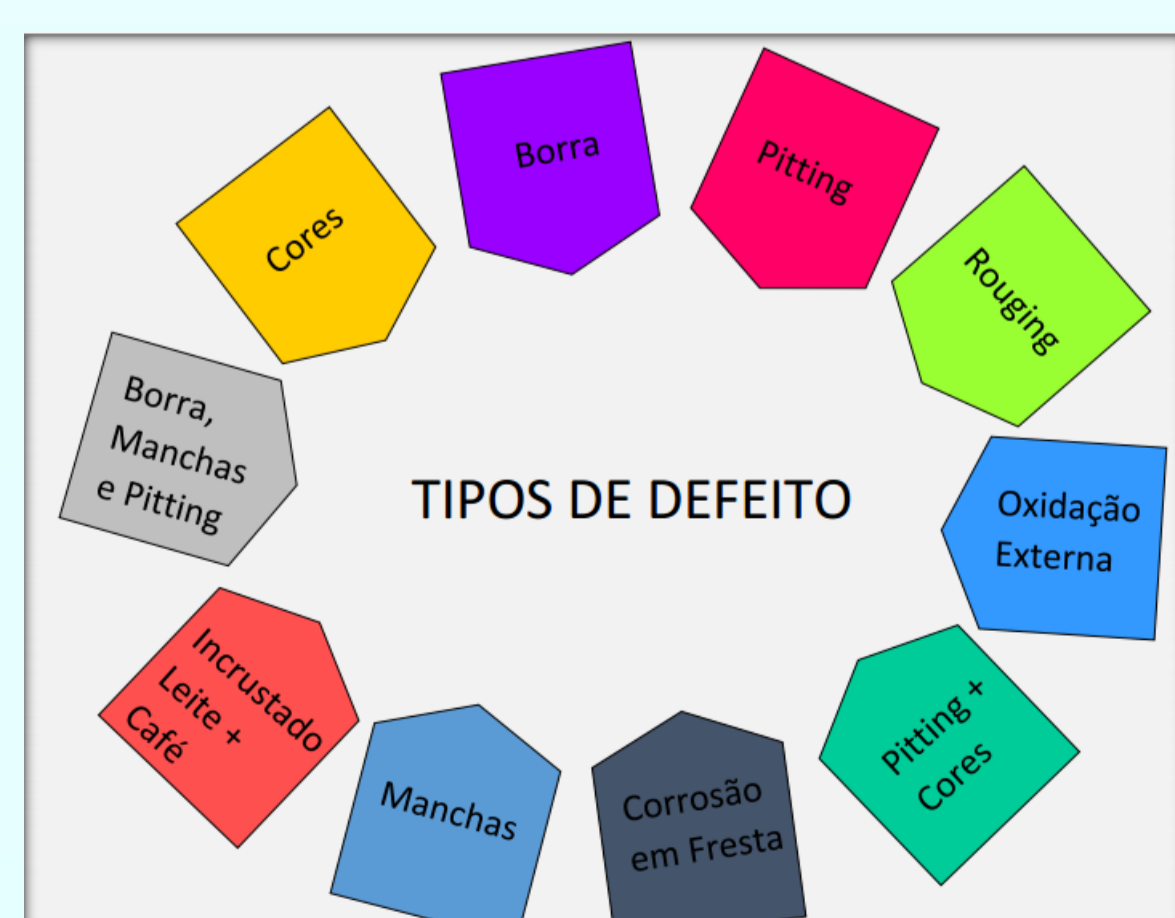 Borra
Pitting
Cores
Rouging
Borra,
Manchas
e Pitting
TIPOS DE DEFEITO
Oxidação
Externa
Incrustado
Leite +
Café
Pitting +
Cores
Manchas
Corrosão
em Fresta